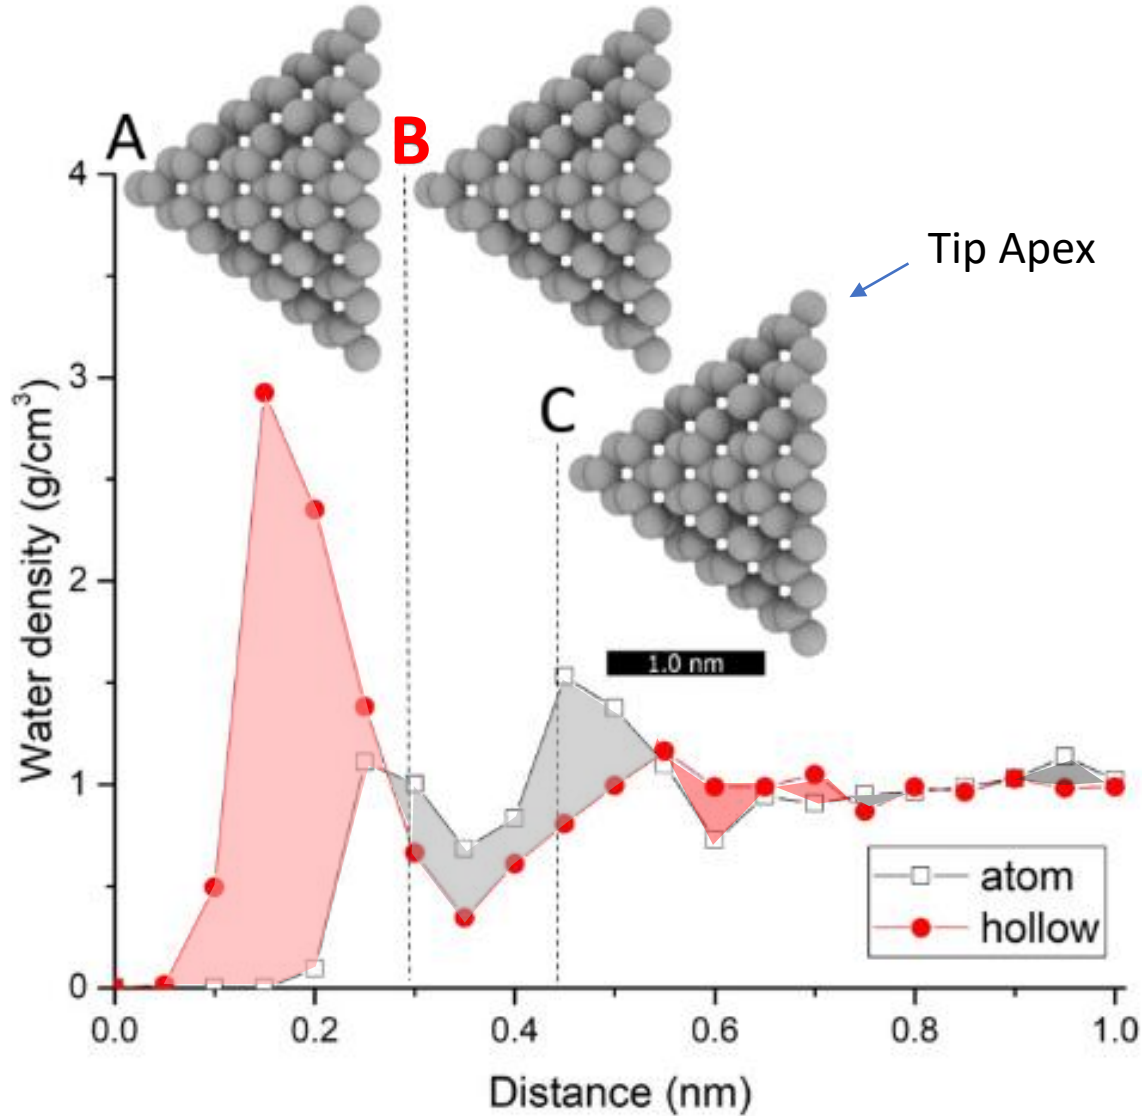 A
B
Tip Apex
C
1.0 nm
Water density (g/cm³)
4
3
2
1
0
atom
hollow
0.0
0.2
0.4
0.6
0.8
1.0
Distance (nm)